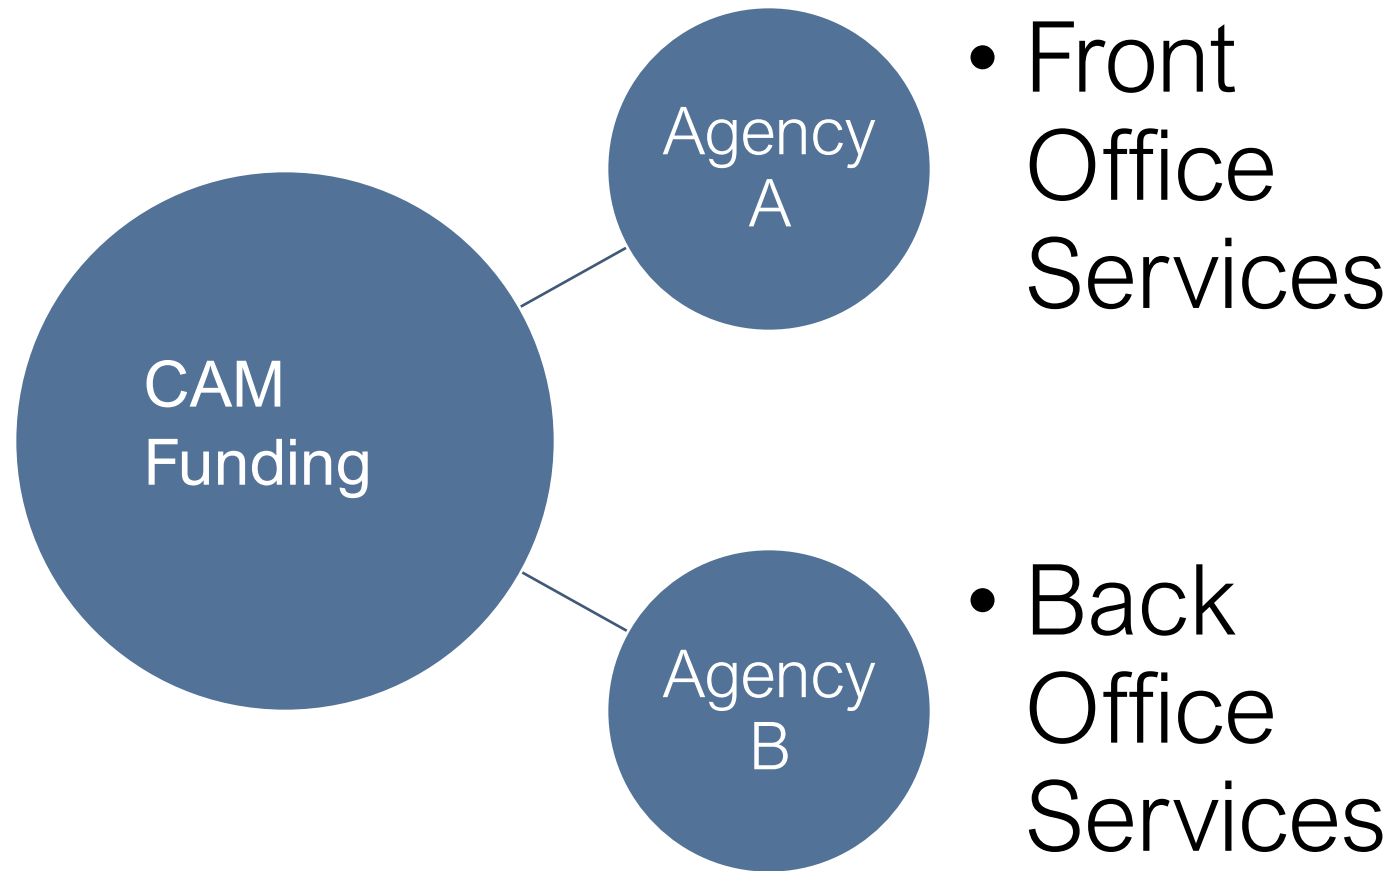 CAM
Funding
Agency
A
• Front
Office
Services
Agency
B
• Back
Office
Services